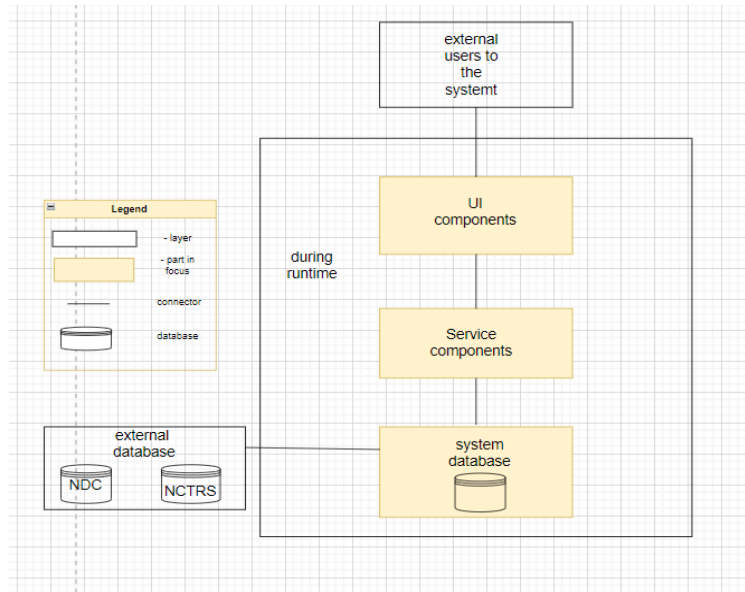 external
users to
the
systemt
UI
components
during
runtime
Service
components
system
database
Legend
- layer
- part in
focus
connector
database
external
database
NDC
NCTRS